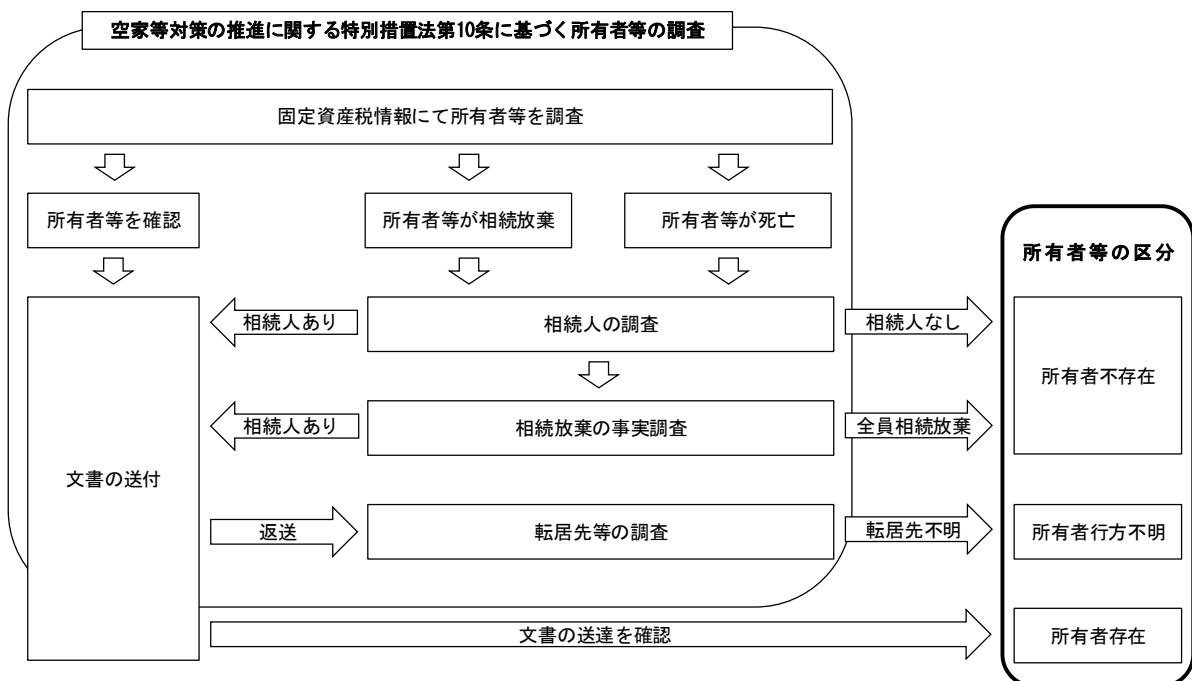 空家等対策の推進に関する特別措置法第10条に基づく所有者等の調査
固定資産税情報にて所有者等を調査
所有者等を確認
所有者等が相続放棄
所有者等が死亡
所有者等の区分
相続人あり
相続人の調査
相続人なし
所有者不存在
相続人あり
相続放棄の事実調査
全員相続放棄
文書の送付
返送
転居先等の調査
転居先不明
所有者行方不明
文書の送達を確認
所有者存在